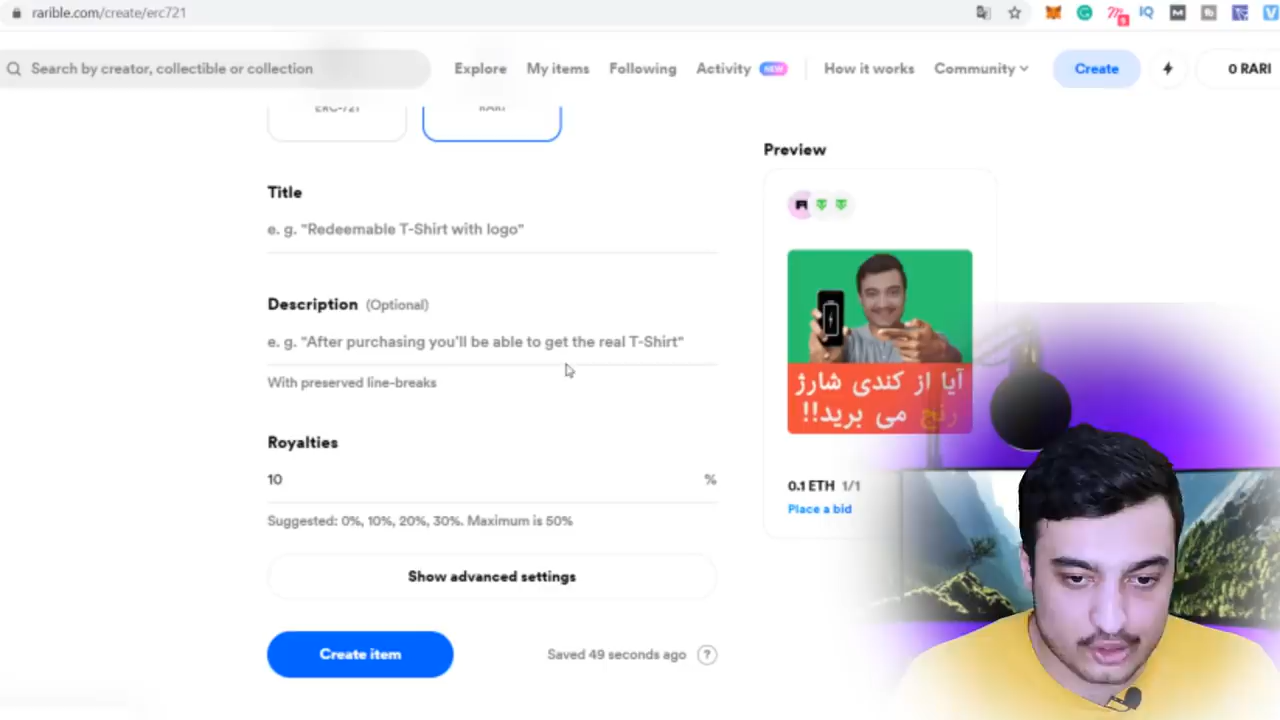 rarible.com/create/erc721
Search by creator, collectible or collection
Explore
My items
Following
Activity
NEW
How it works
Community
Create
0 RARI
ERC-721
RARI
Title
e. g. "Redeemable T-Shirt with logo"
Description (Optional)
e. g. "After purchasing you'll be able to get the real T-Shirt"
With preserved line-breaks
Royalties
10 %
Suggested: 0%, 10%, 20%, 30%. Maximum is 50%
Show advanced settings
Create item
Saved 49 seconds ago ?
Preview
آیا از کندی شارژ
رنج می برید!!
0.1 ETH 1/1
Place a bid